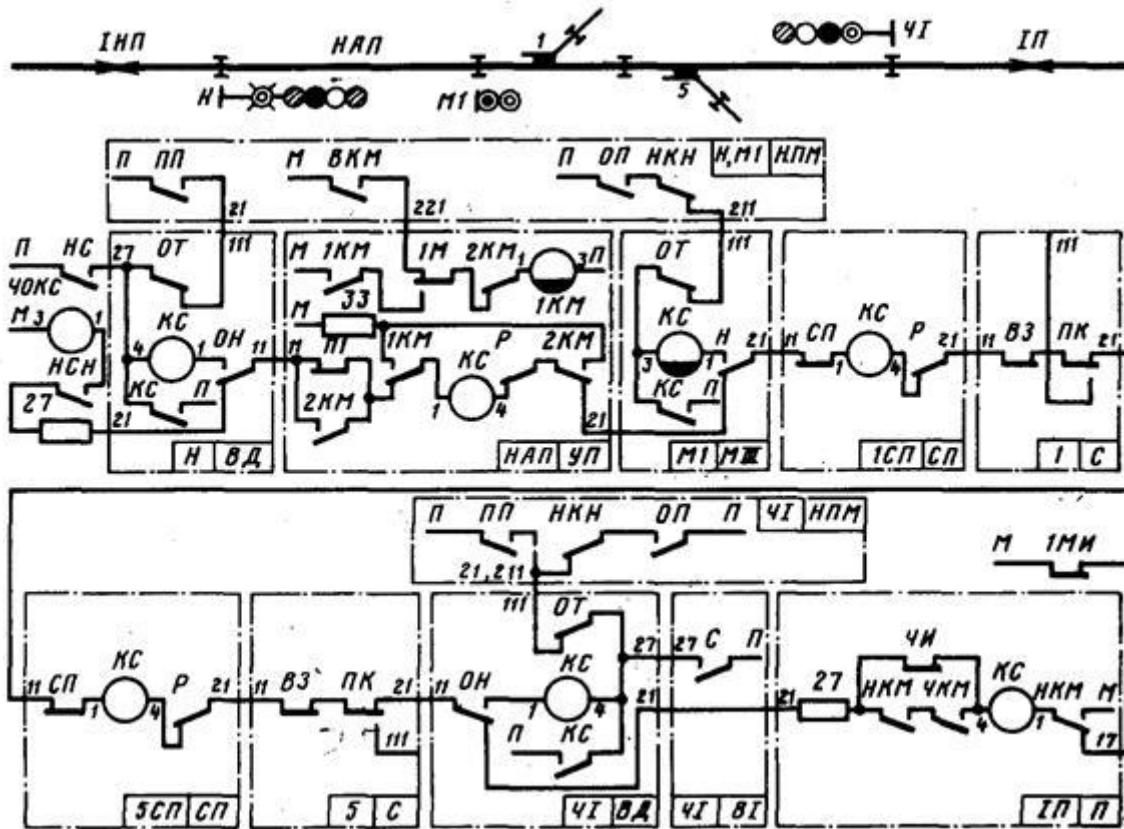 IНП НАП 1 ЧI IП
Н М1 5
П ПП М ВКМ П ОП НКН Н,М1 НПМ
21 221 211
П НС 27 ОТ 111 М 1КМ 1М 2КМ 1 3 П ОТ 111 111
ЧОКС 1КМ
М 3 1 КС М 33 1КМ Р 2КМ КС Н СП КС Р ВЗ ПК
4 1 ОН 11 11 П1 КС 3 1 21 11 1 4 21 11 21
НСН КС П 2КМ 1 4 КС П
27 21 21
Н ВД НАП УП М1 МIII 1СП СП 1 С
П ПП НКН ОП П ЧI НПМ
21,211 М 1МИ
111 ОТ
27 27 С П ЧИ
11 СП КС Р 21 11 ВЗ ПК 21 11 ОН КС 21 21 27 НКМ ЧКМ КС НКМ М
1 4 1 4 4 1 17
111 П КС
5СП СП 5 С ЧI ВД ЧI ВI IП П